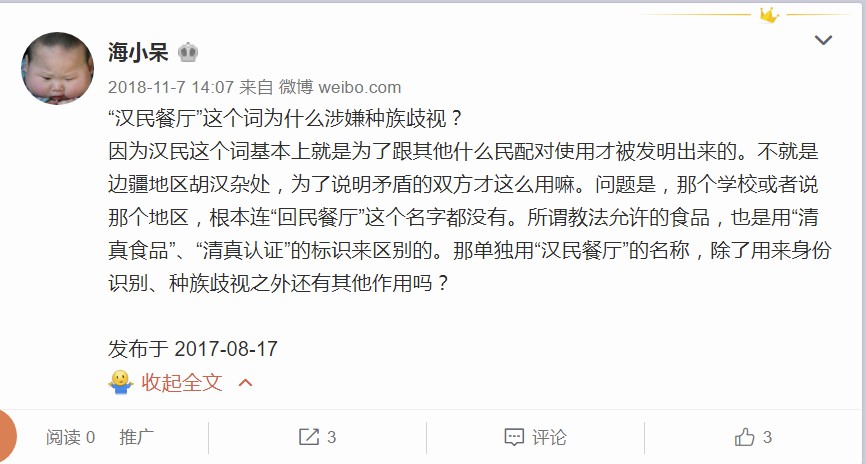 海小呆
2018-11-7 14:07 来自 微博 weibo.com
“汉民餐厅”这个词为什么涉嫌种族歧视？
因为汉民这个词基本上就是为了跟其他什么民配对使用才被发明出来的。不就是
边疆地区胡汉杂处，为了说明矛盾的双方才这么用嘛。问题是，那个学校或者说
那个地区，根本连“回民餐厅”这个名字都没有。所谓教法允许的食品，也是用“清
真食品”、“清真认证”的标识来区别的。那单独用“汉民餐厅”的名称，除了用来身份
识别、种族歧视之外还有其他作用吗？
发布于 2017-08-17
收起全文
阅读 0 推广 3 评论 3